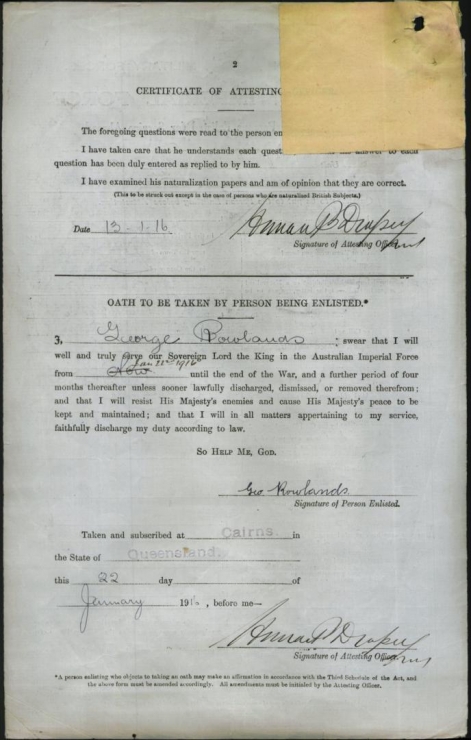 2
CERTIFICATE OF ATTESTING
The foregoing questions were read to the person en
I have taken care that he understands each quest answer to each
question has been duly entered as replied to by him.
I have examined his naturalization papers and am of opinion that they are correct.
(This to be struck out except in the case of persons who are naturalized British Subjects.)
Date 13-1-16
Signature of Attesting Officer.
OATH TO BE TAKEN BY PERSON BEING ENLISTED.*
I, George Rowlands ; swear that I will
well and truly serve our Sovereign Lord the King in the Australian Imperial Force
Jan 22nd 1916
from Now until the end of the War, and a further period of four
months thereafter unless sooner lawfully discharged, dismissed, or removed therefrom;
and that I will resist His Majesty's enemies and cause His Majesty's peace to be
kept and maintained; and that I will in all matters appertaining to my service,
faithfully discharge my duty according to law.
SO HELP ME, GOD.
Geo Rowlands
Signature of Person Enlisted.
Taken and subscribed at Cairns. in
the State of Queensland.
this 22 day of
January 1916, before me—
Signature of Attesting Officer.
*A person enlisting who objects to taking an oath may make an affirmation in accordance with the Third Schedule of the Act, and
the above form must be amended accordingly. All amendments must be initialed by the Attesting Officer.